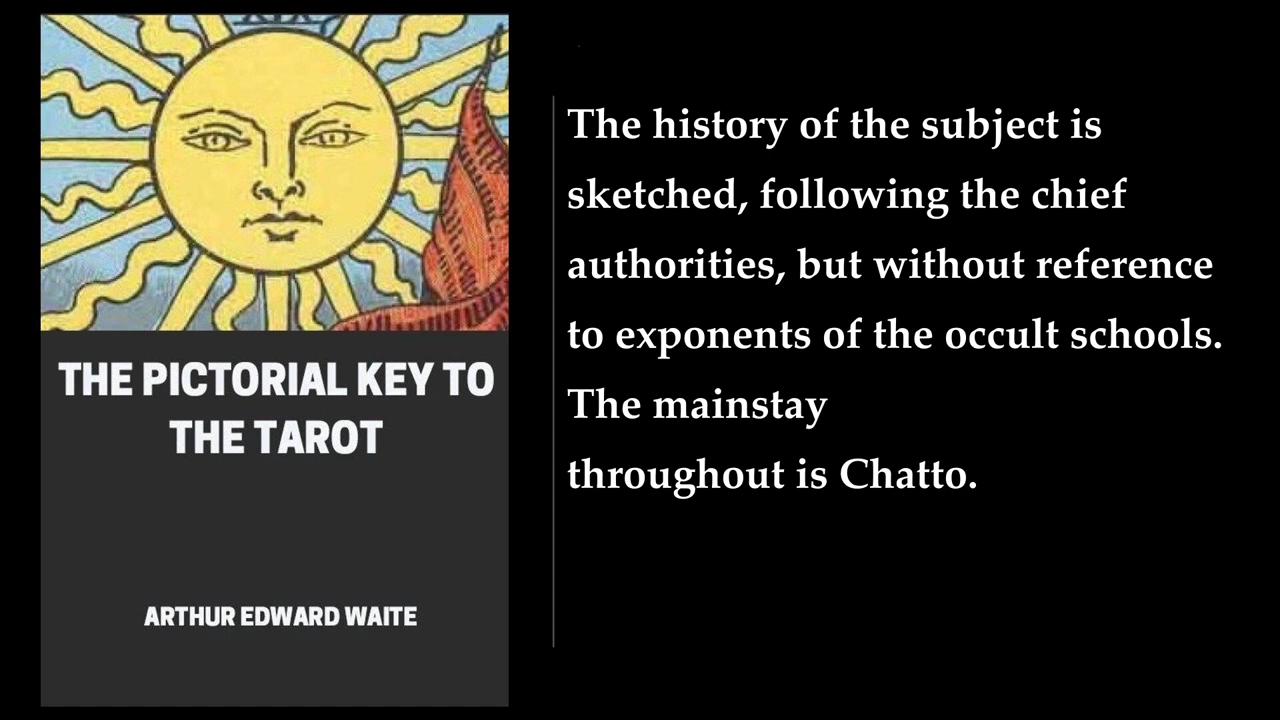 XIX
THE PICTORIAL KEY TO
THE TAROT
ARTHUR EDWARD WAITE
The history of the subject is
sketched, following the chief
authorities, but without reference
to exponents of the occult schools.
The mainstay
throughout is Chatto.